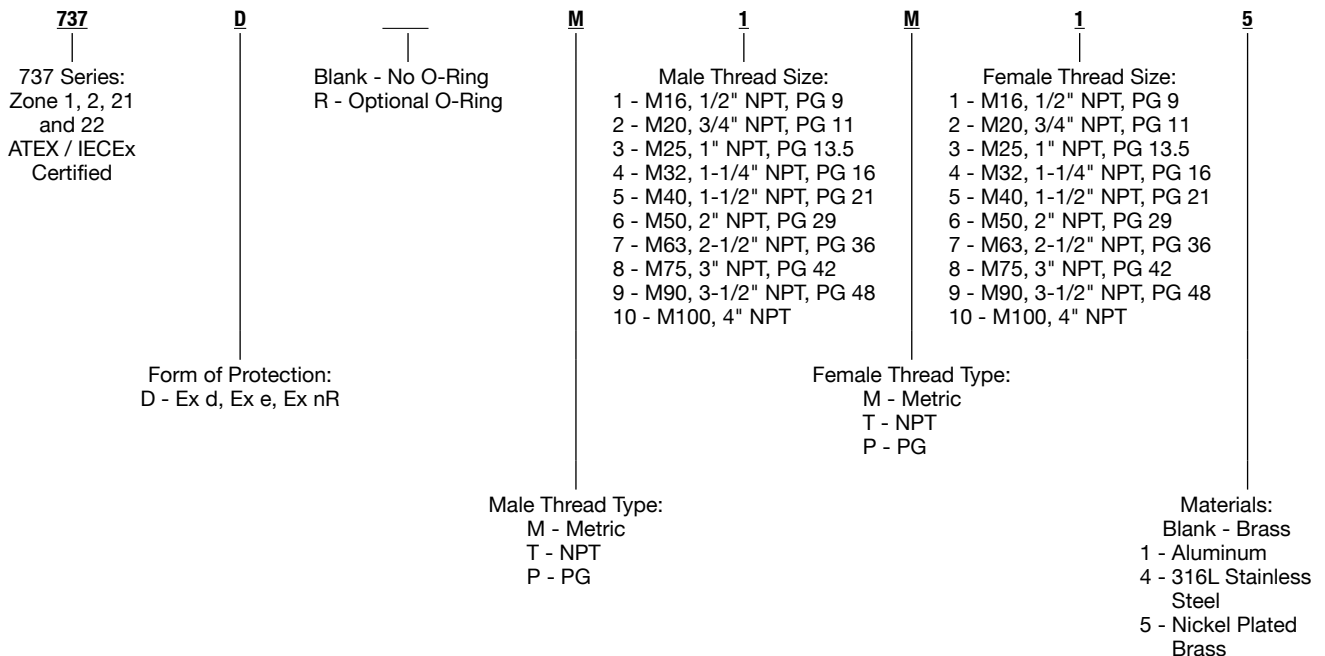 737 D ____ M 1 M 1 5
737 Series:
Zone 1, 2, 21
and 22
ATEX / IECEx
Certified
Blank - No O-Ring
R - Optional O-Ring
Male Thread Size:
1 - M16, 1/2" NPT, PG 9
2 - M20, 3/4" NPT, PG 11
3 - M25, 1" NPT, PG 13.5
4 - M32, 1-1/4" NPT, PG 16
5 - M40, 1-1/2" NPT, PG 21
6 - M50, 2" NPT, PG 29
7 - M63, 2-1/2" NPT, PG 36
8 - M75, 3" NPT, PG 42
9 - M90, 3-1/2" NPT, PG 48
10 - M100, 4" NPT
Female Thread Size:
1 - M16, 1/2" NPT, PG 9
2 - M20, 3/4" NPT, PG 11
3 - M25, 1" NPT, PG 13.5
4 - M32, 1-1/4" NPT, PG 16
5 - M40, 1-1/2" NPT, PG 21
6 - M50, 2" NPT, PG 29
7 - M63, 2-1/2" NPT, PG 36
8 - M75, 3" NPT, PG 42
9 - M90, 3-1/2" NPT, PG 48
10 - M100, 4" NPT
Form of Protection:
D - Ex d, Ex e, Ex nR
Female Thread Type:
M - Metric
T - NPT
P - PG
Male Thread Type:
M - Metric
T - NPT
P - PG
Materials:
Blank - Brass
1 - Aluminum
4 - 316L Stainless
Steel
5 - Nickel Plated
Brass